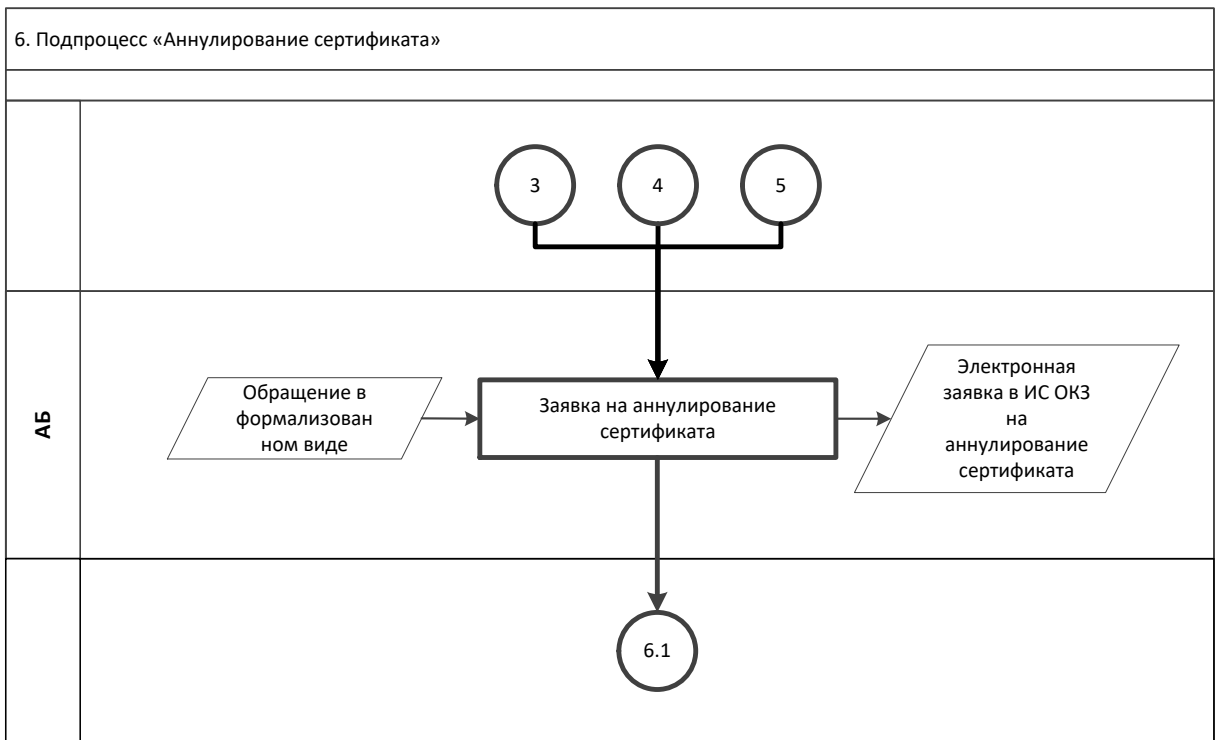 6. Подпроцесс «Аннулирование сертификата»
3
4
5
АБ
Обращение в
формализован
ном виде
Заявка на аннулирование
сертификата
Электронная
заявка в ИС ОКЗ
на
аннулирование
сертификата
6.1